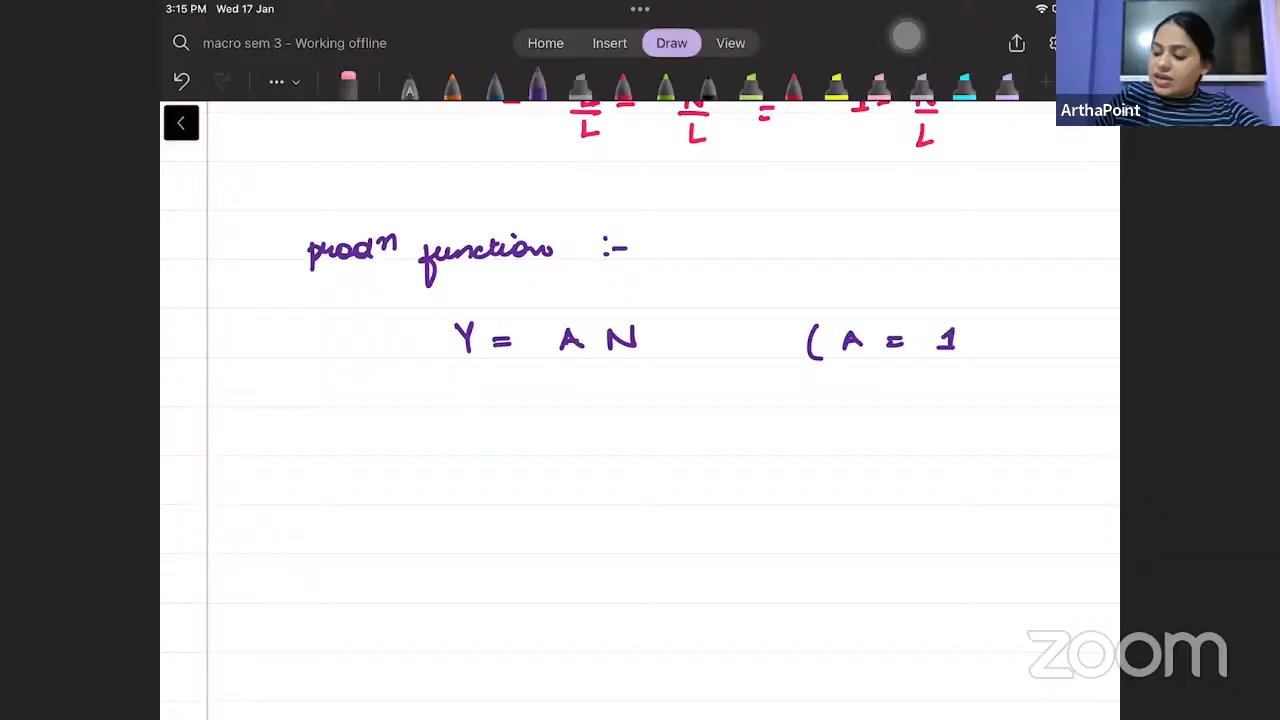 3:15 PM Wed 17 Jan
macro sem 3 - Working offline
Home Insert Draw View
ArthaPoint
L L = 1- L
prodⁿ function :-
Y = A N ( A = 1
zoom